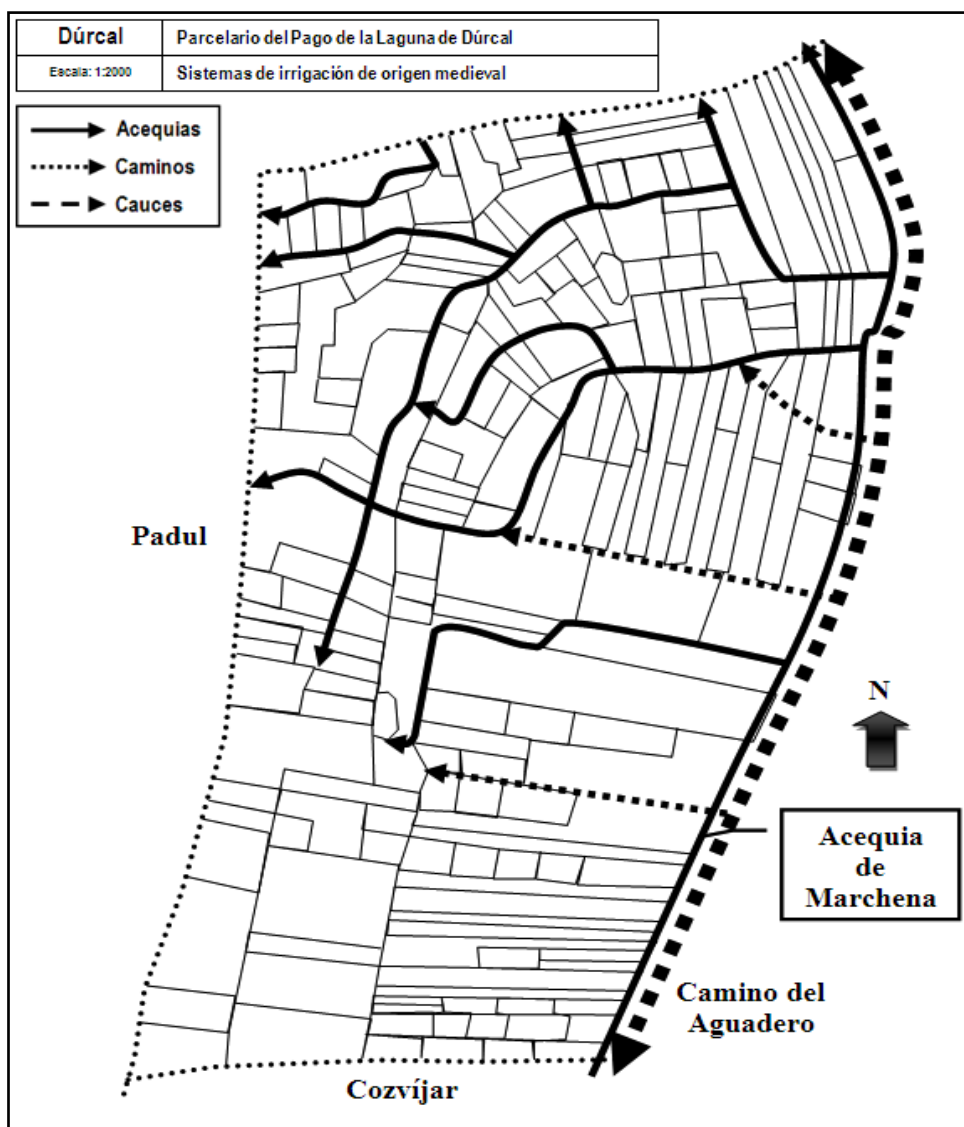 Dúrcal
Parcelario del Pago de la Laguna de Dúrcal
Escala: 1:2000
Sistemas de irrigación de origen medieval
Acequias
Caminos
Cauces
Padul
N
Acequia
de
Marchena
Camino del
Aguadero
Cozvíjar